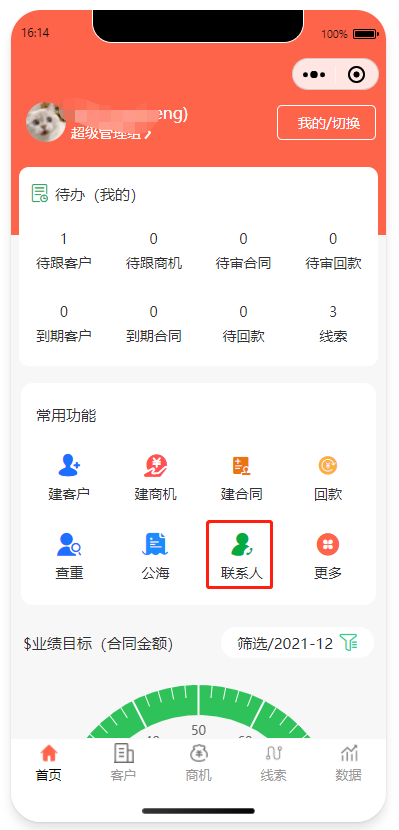 16:14 100%
eng)
超级管理组
我的/切换
待办（我的）
1 0 0 0
待跟客户 待跟商机 待审合同 待审回款
0 0 0 3
到期客户 到期合同 待回款 线索
常用功能
建客户 建商机 建合同 回款
查重 公海 联系人 更多
$业绩目标（合同金额） 筛选/2021-12
50
首页 客户 商机 线索 数据